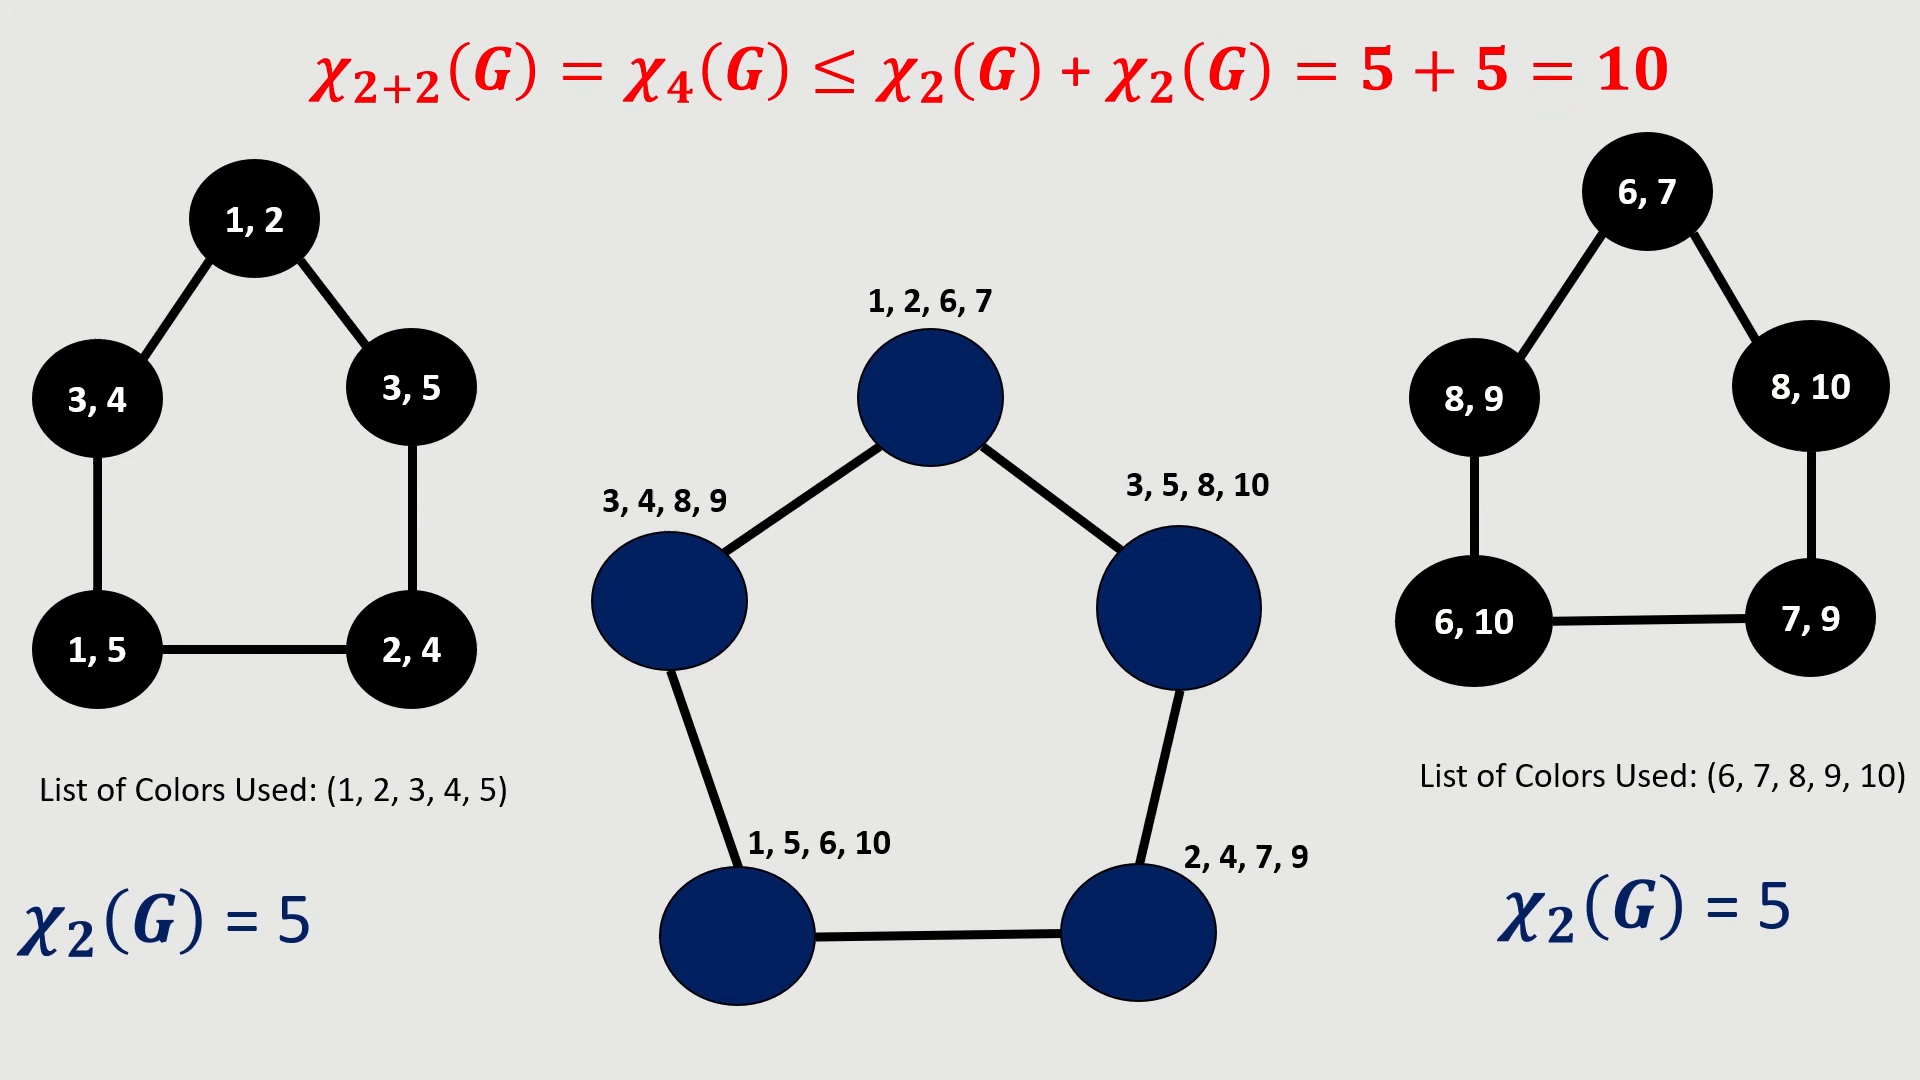 χ₂₊₂(G) = χ₄(G) ≤ χ₂(G) + χ₂(G) = 5 + 5 = 10
1, 2
3, 4
3, 5
1, 5
2, 4
List of Colors Used: (1, 2, 3, 4, 5)
χ₂(G) = 5
1, 2, 6, 7
3, 4, 8, 9
3, 5, 8, 10
1, 5, 6, 10
2, 4, 7, 9
6, 7
8, 9
8, 10
6, 10
7, 9
List of Colors Used: (6, 7, 8, 9, 10)
χ₂(G) = 5